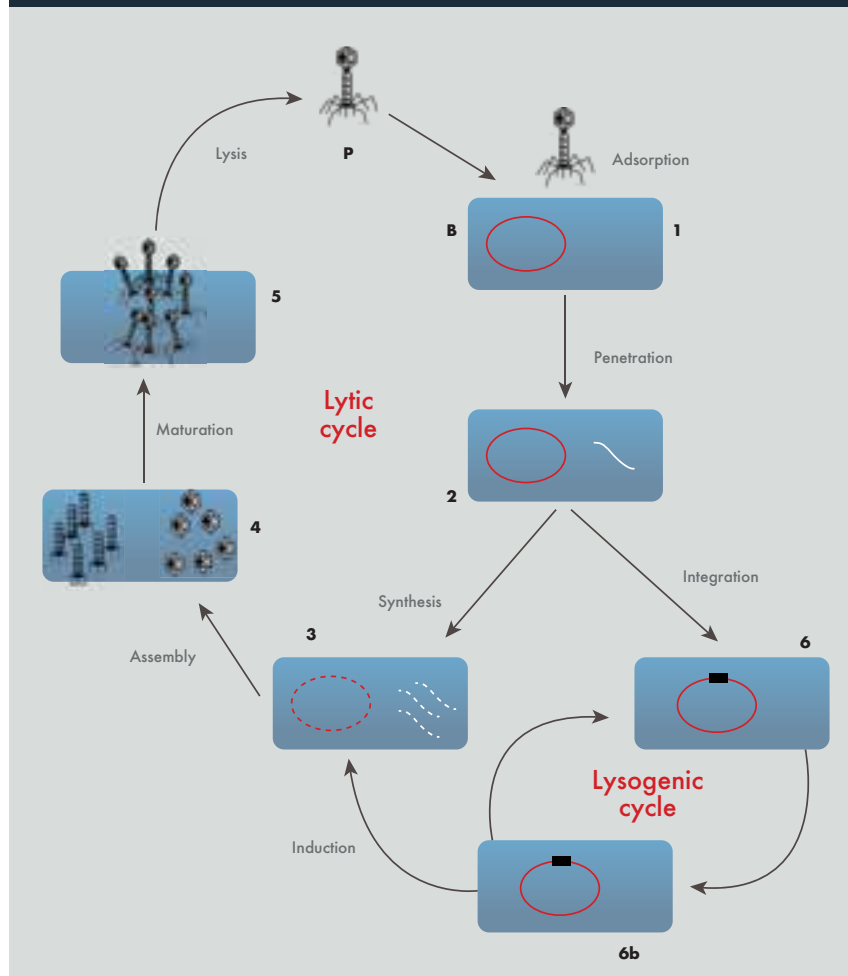 Lysis
P
Adsorption
B
1
5
Penetration
Lytic
cycle
Maturation
2
4
Integration
Synthesis
3
6
Assembly
Lysogenic
cycle
Induction
6b